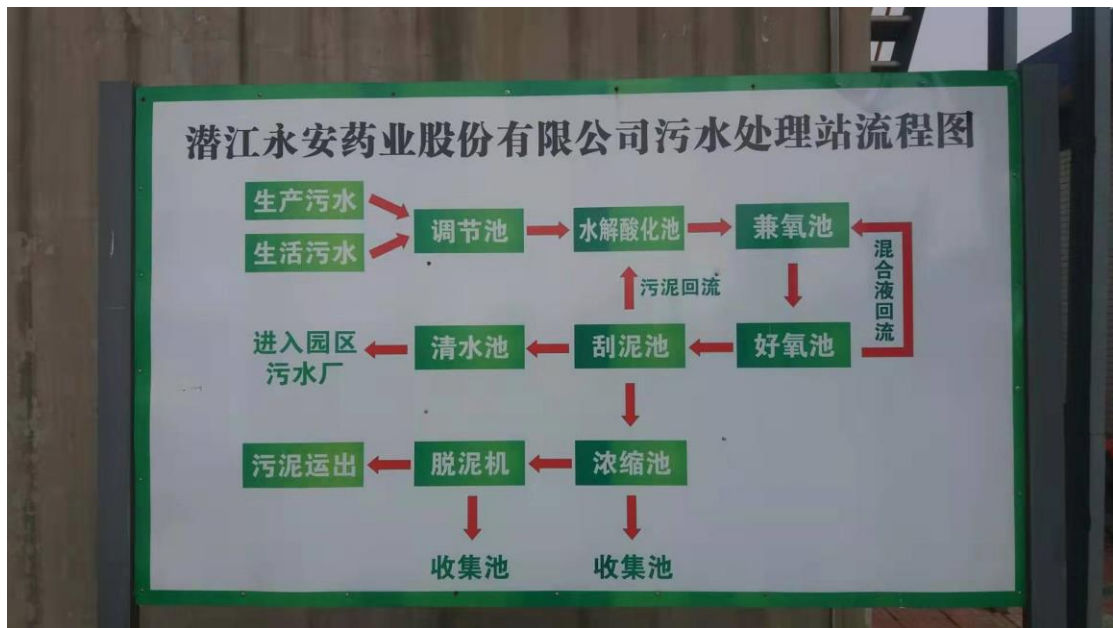 潜江永安药业股份有限公司污水处理站流程图
生产污水
生活污水
调节池
水解酸化池
兼氧池
混合液回流
污泥回流
进入园区
污水厂
清水池
刮泥池
好氧池
污泥运出
脱泥机
浓缩池
收集池
收集池